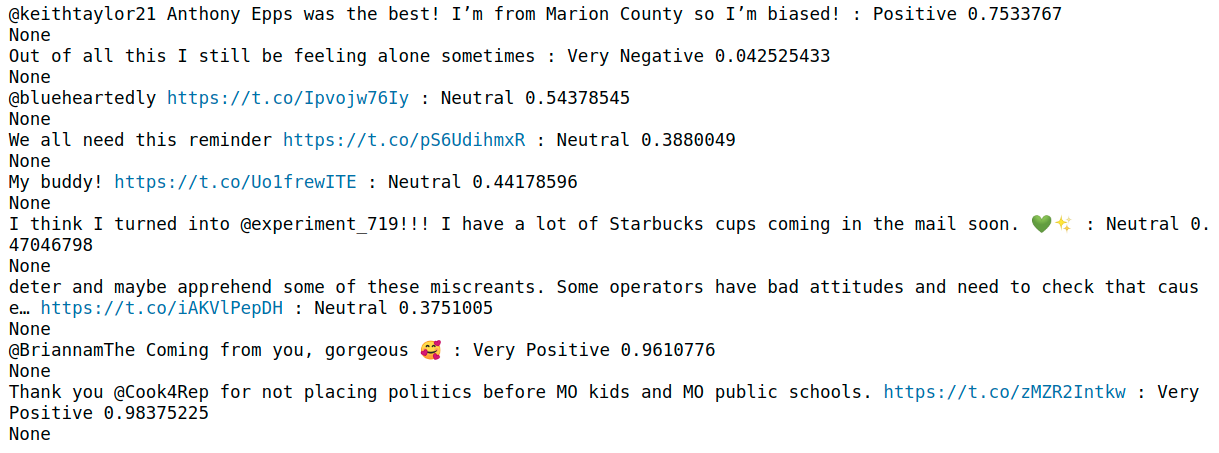 @keithtaylor21 Anthony Epps was the best! I’m from Marion County so I’m biased! : Positive 0.7533767
None
Out of all this I still be feeling alone sometimes : Very Negative 0.042525433
None
@blueheartedly https://t.co/Ipvojw76Iy : Neutral 0.54378545
None
We all need this reminder https://t.co/pS6UdihmxR : Neutral 0.3880049
None
My buddy! https://t.co/Uo1frewITE : Neutral 0.44178596
None
I think I turned into @experiment_719!!! I have a lot of Starbucks cups coming in the mail soon. 💚✨ : Neutral 0.
47046798
None
deter and maybe apprehend some of these miscreants. Some operators have bad attitudes and need to check that caus
e… https://t.co/iAKVlPepDH : Neutral 0.3751005
None
@BriannamThe Coming from you, gorgeous 🥰 : Very Positive 0.9610776
None
Thank you @Cook4Rep for not placing politics before MO kids and MO public schools. https://t.co/zMZR2Intkw : Very
Positive 0.98375225
None